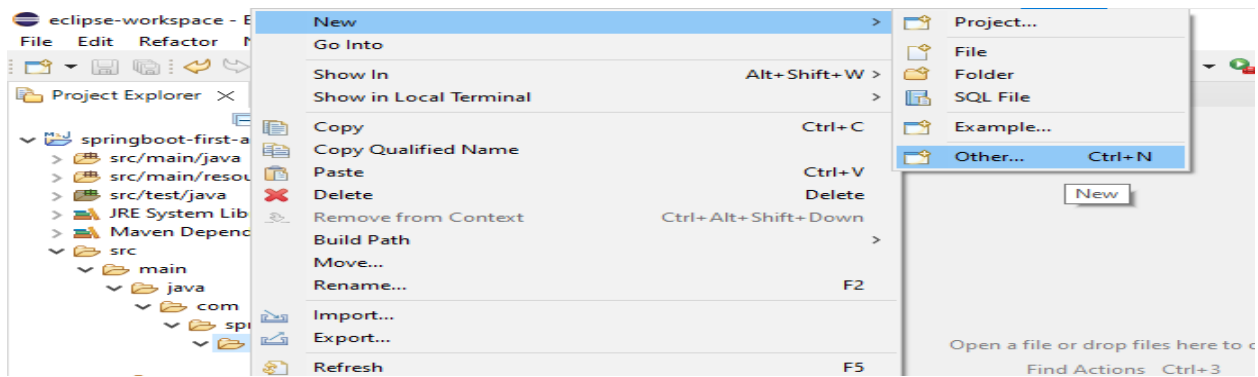 eclipse-workspace - E
File Edit Refactor
Project Explorer
springboot-first-a
src/main/java
src/main/resou
src/test/java
JRE System Lib
Maven Depend
src
main
java
com
spr
New
Go Into
Show In Alt+Shift+W >
Show in Local Terminal >
Copy Ctrl+C
Copy Qualified Name
Paste Ctrl+V
Delete Delete
Remove from Context Ctrl+Alt+Shift+Down
Build Path >
Move...
Rename... F2
Import...
Export...
Refresh F5
Project...
File
Folder
SQL File
Example...
Other... Ctrl+N
New
Open a file or drop files here to
Find Actions Ctrl+3